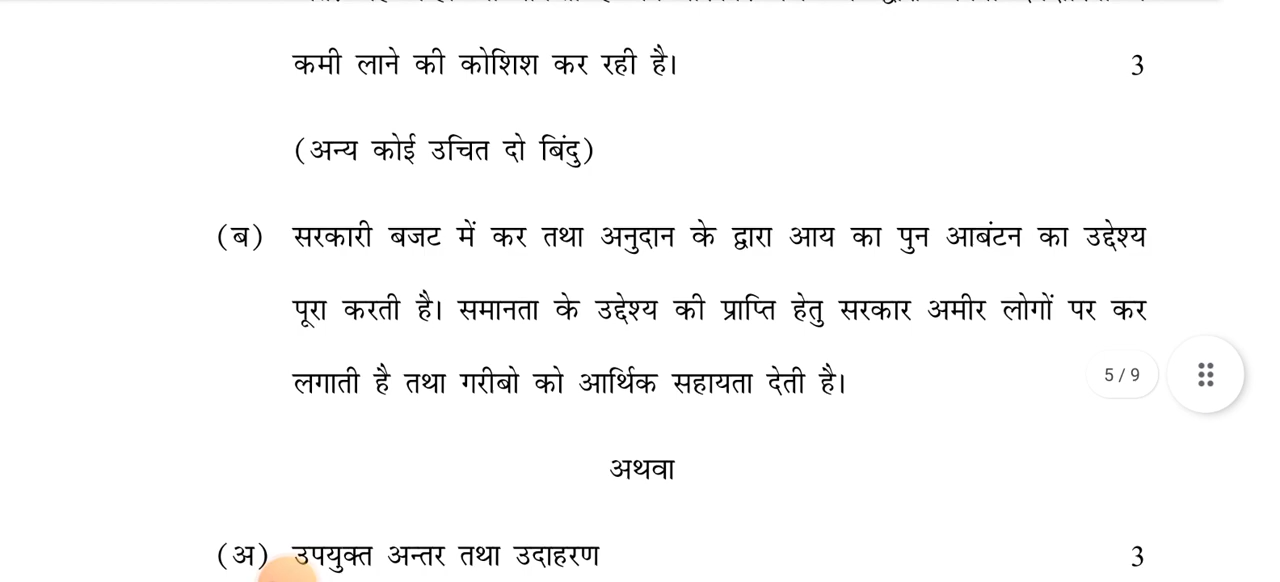 कमी लाने की कोशिश कर रही है। 3
(अन्य कोई उचित दो बिंदु)
(ब) सरकारी बजट में कर तथा अनुदान के द्वारा आय का पुन आबंटन का उद्देश्य
पूरा करती है। समानता के उद्देश्य की प्राप्ति हेतु सरकार अमीर लोगों पर कर
लगाती है तथा गरीबो को आर्थिक सहायता देती है।
5/9
अथवा
(अ) उपयुक्त अन्तर तथा उदाहरण 3